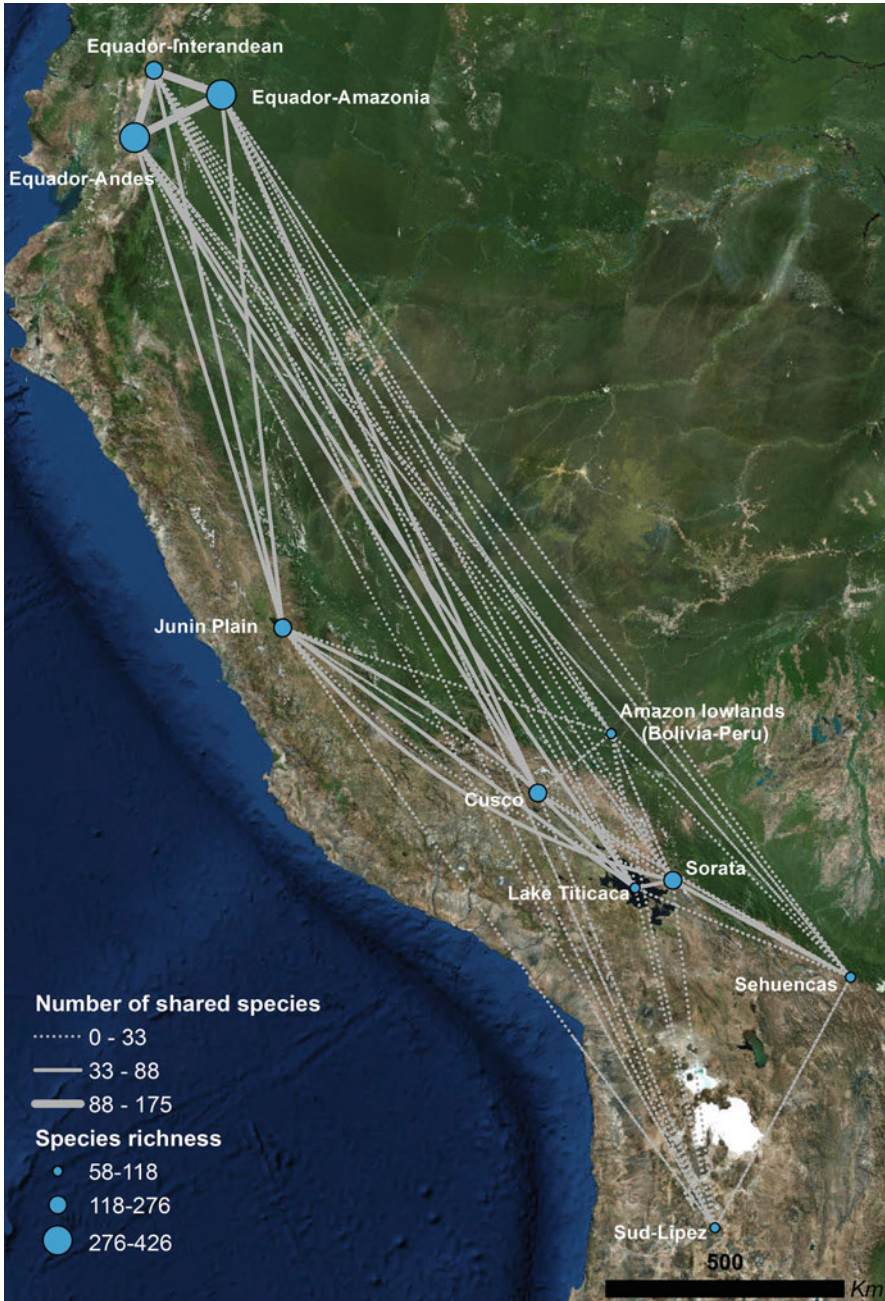 Equador-Interandean
Equador-Amazonia
Equador-Andes
Junin Plain
Amazon lowlands
(Bolivia-Peru)
Cusco
Sorata
Lake Titicaca
Sehuencas
Number of shared species
0 - 33
33 - 88
88 - 175
Species richness
58-118
118-276
276-426
Sud-Lipez
500
Km